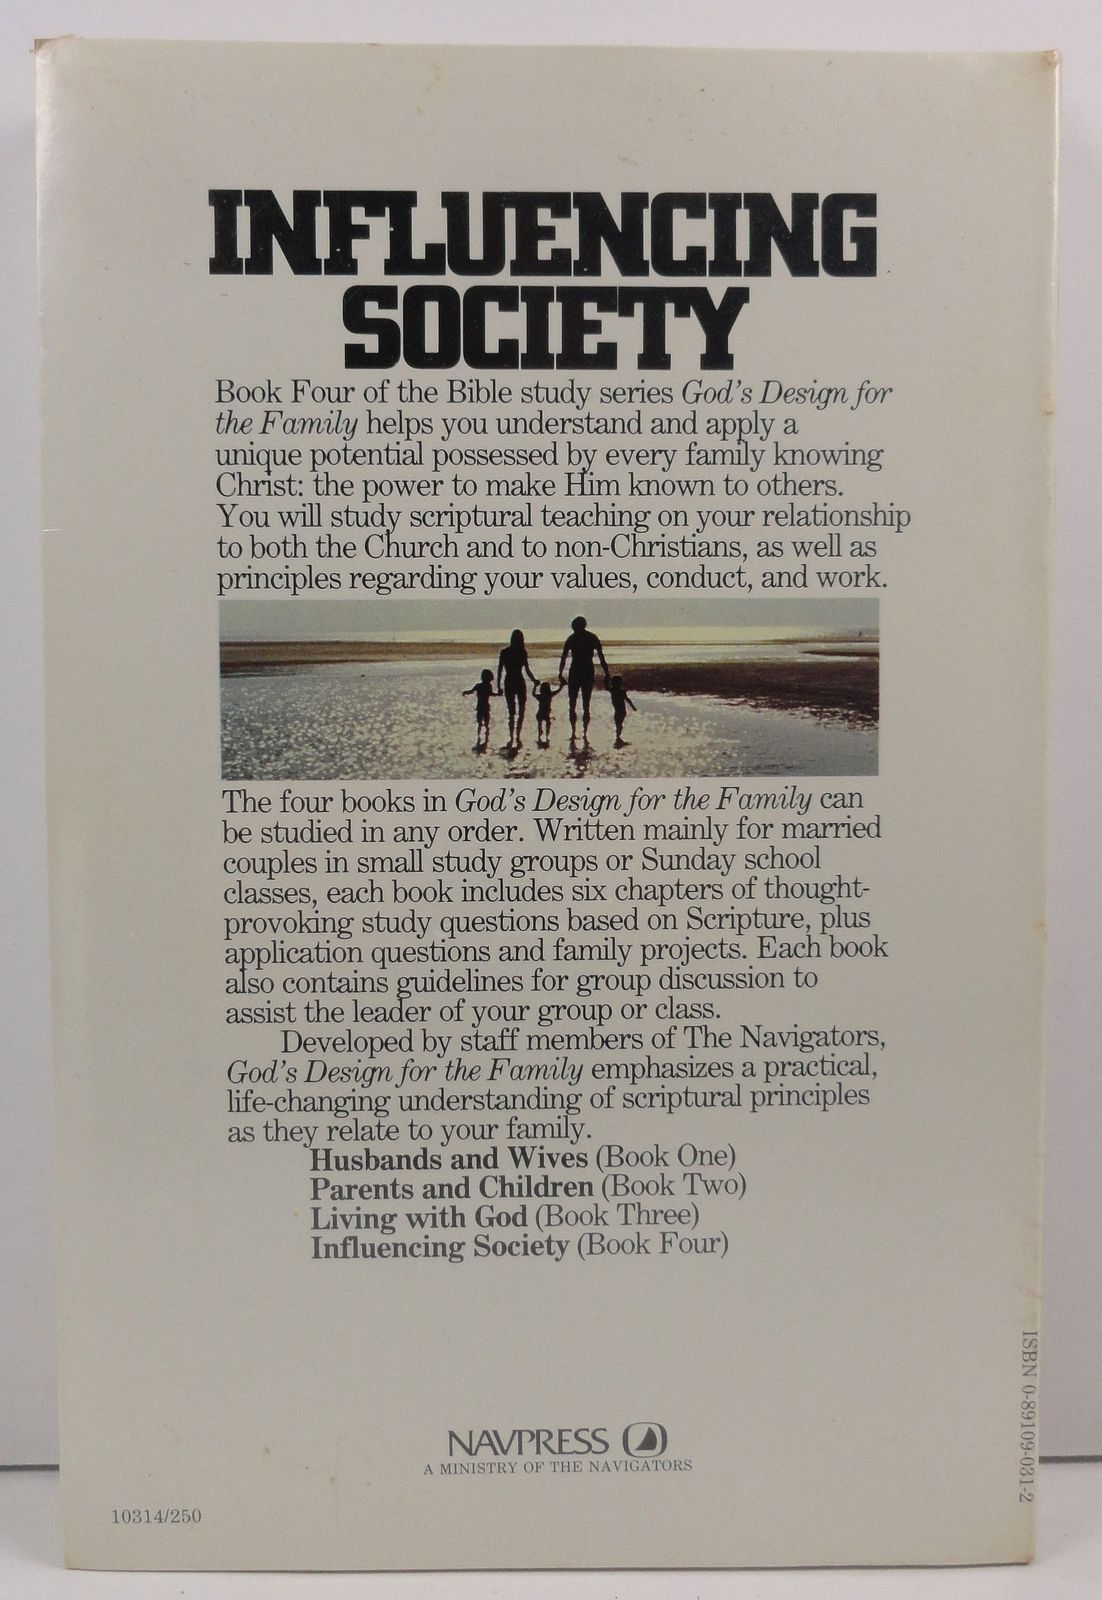 INFLUENCING
SOCIETY
Book Four of the Bible study series God's Design for
the Family helps you understand and apply a
unique potential possessed by every family knowing
Christ: the power to make Him known to others.
You will study scriptural teaching on your relationship
to both the Church and to non-Christians, as well as
principles regarding your values, conduct, and work.
The four books in God's Design for the Family can
be studied in any order. Written mainly for married
couples in small study groups or Sunday school
classes, each book includes six chapters of thought-
provoking study questions based on Scripture, plus
application questions and family projects. Each book
also contains guidelines for group discussion to
assist the leader of your group or class.
Developed by staff members of The Navigators,
God's Design for the Family emphasizes a practical,
life-changing understanding of scriptural principles
as they relate to your family.
Husbands and Wives (Book One)
Parents and Children (Book Two)
Living with God (Book Three)
Influencing Society (Book Four)
NAVPRESS
A MINISTRY OF THE NAVIGATORS
10314/250
ISBN 0-89109-031-2